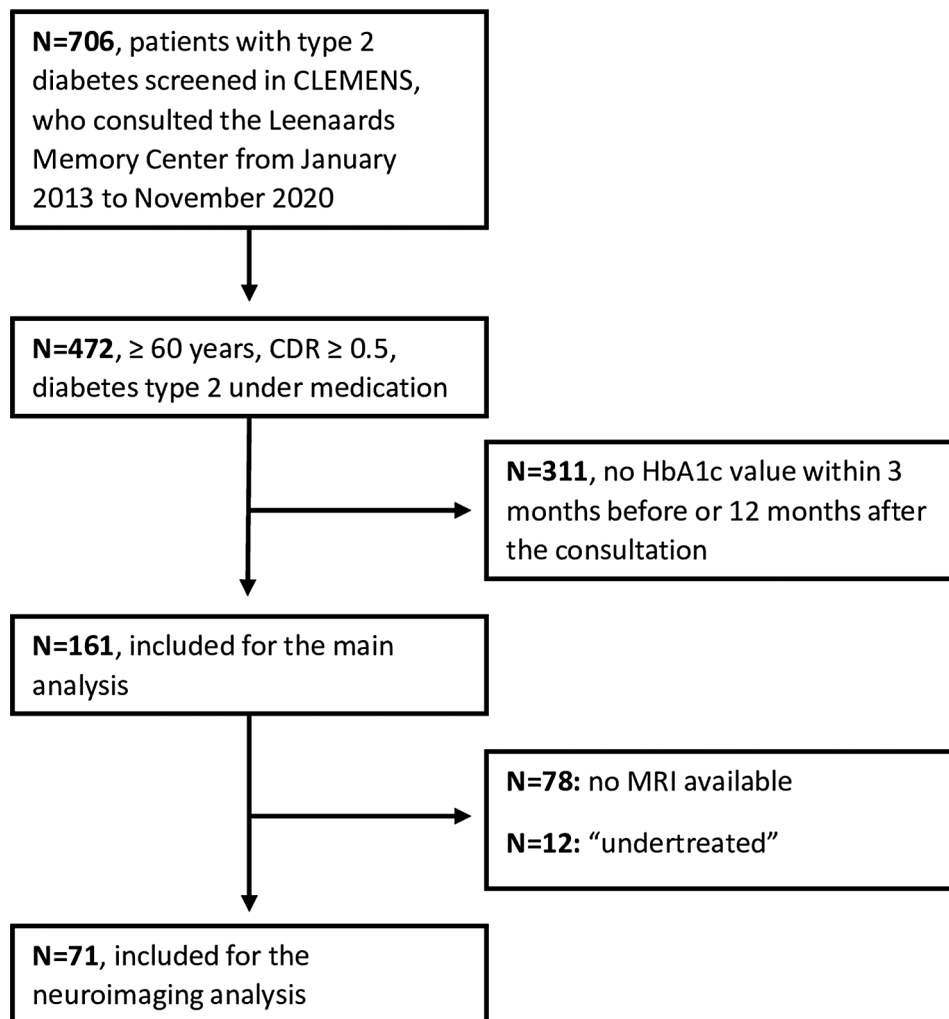 N=706, patients with type 2
diabetes screened in CLEMENS,
who consulted the Leenaards
Memory Center from January
2013 to November 2020
N=472, ≥ 60 years, CDR ≥ 0.5,
diabetes type 2 under medication
N=311, no HbA1c value within 3
months before or 12 months after
the consultation
N=161, included for the main
analysis
N=78: no MRI available
N=12: “undertreated”
N=71, included for the
neuroimaging analysis